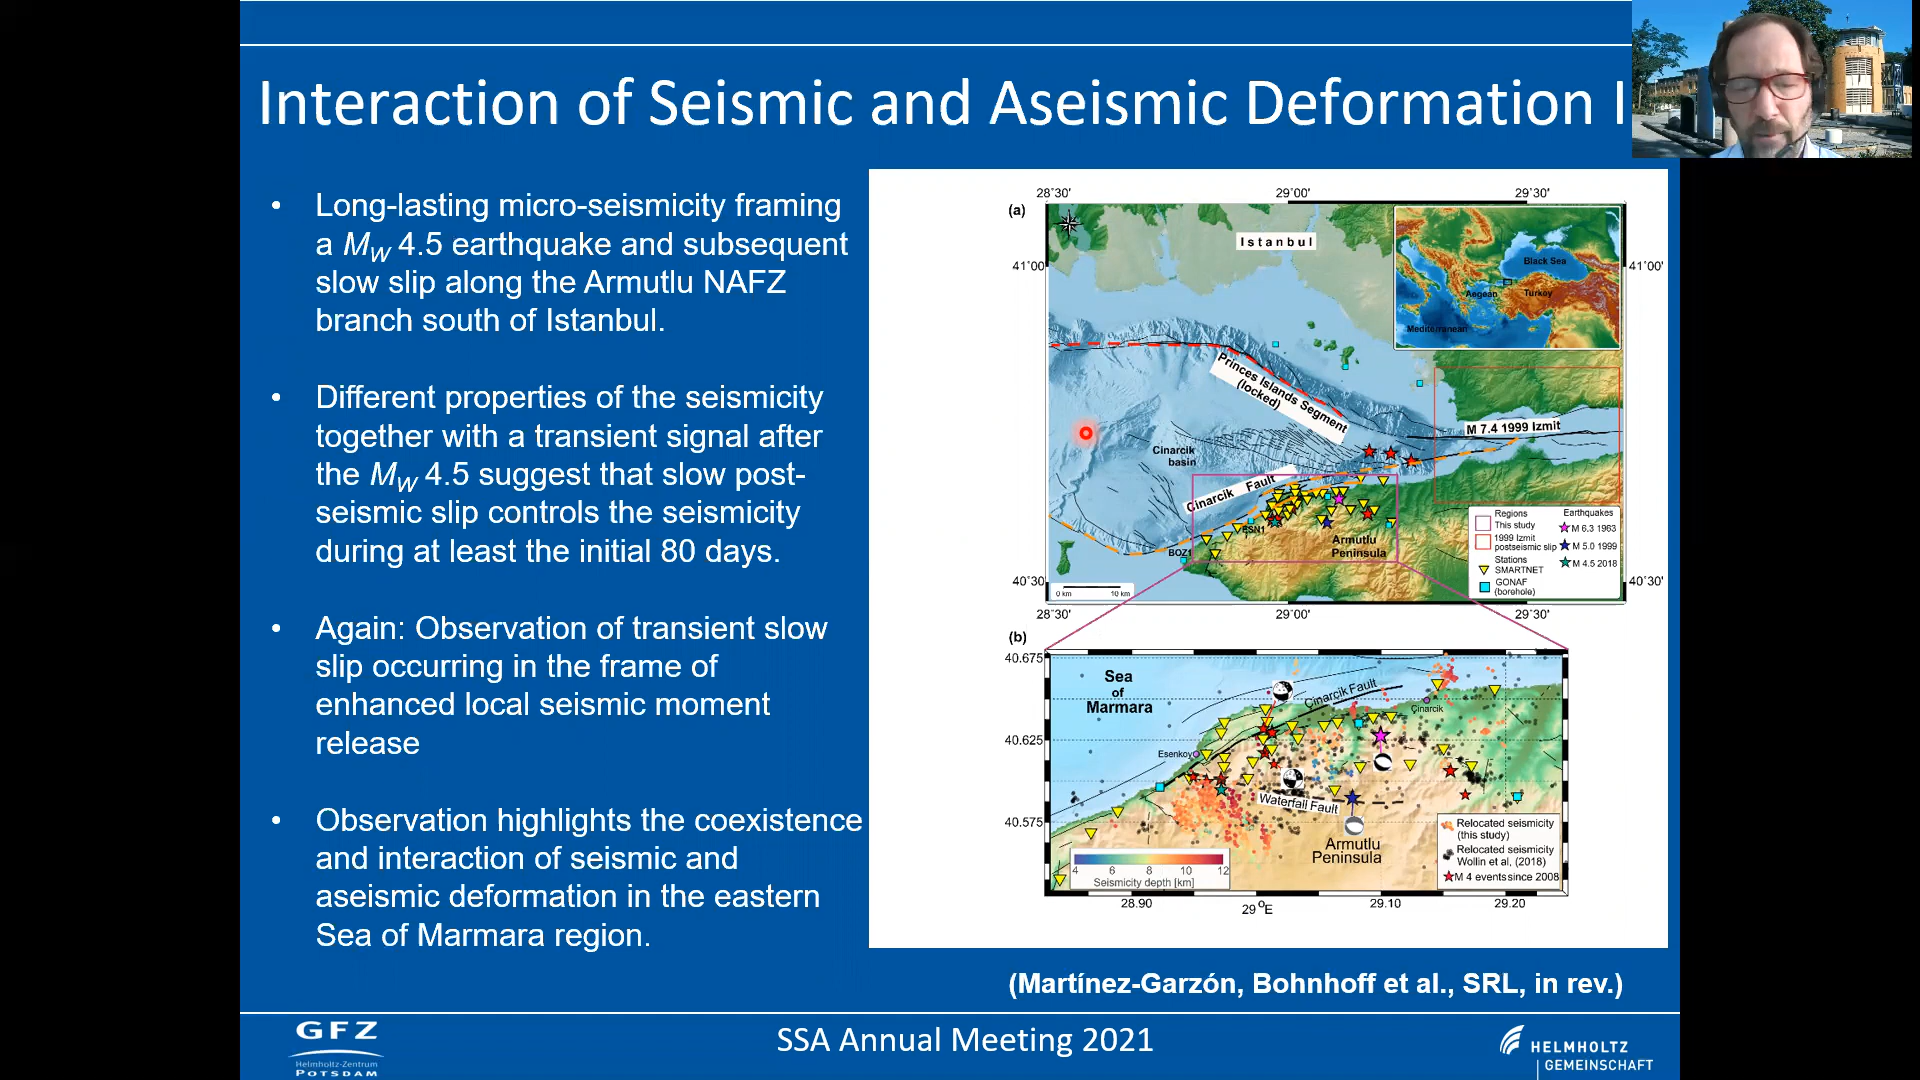 Interaction of Seismic and Aseismic Deformation I
• Long-lasting micro-seismicity framing
a MW 4.5 earthquake and subsequent
slow slip along the Armutlu NAFZ
branch south of Istanbul.
• Different properties of the seismicity
together with a transient signal after
the MW 4.5 suggest that slow post-
seismic slip controls the seismicity
during at least the initial 80 days.
• Again: Observation of transient slow
slip occurring in the frame of
enhanced local seismic moment
release
• Observation highlights the coexistence
and interaction of seismic and
aseismic deformation in the eastern
Sea of Marmara region.
(a)
28°30'
29°00'
29°30'
41°00'
41°00'
40°30'
40°30'
28°30'
29°00'
29°30'
Istanbul
Black Sea
Aegean
Turkey
Mediterranean
Princes Islands Segment
(locked)
M 7.4 1999 Izmit
Cinarcik
basin
Cinarcik Fault
ESN1
BOZ1
Armutlu
Peninsula
0 km
10 km
Regions
This study
1999 Izmit
postseismic slip
Stations
SMARTNET
GONAF
(borehole)
Earthquakes
M 6.3 1963
M 5.0 1999
M 4.5 2018
(b)
40.675
40.625
40.575
Sea
of
Marmara
Çinarcik Fault
Çinarcik
Esenkoy
Waterfall Fault
Armutlu
Peninsula
4 6 8 10 12
Seismicity depth [km]
Relocated seismicity
(this study)
Relocated seismicity
Wollin et al, (2018)
M 4 events since 2008
28.90
29°E
29.10
29.20
(Martínez-Garzón, Bohnhoff et al., SRL, in rev.)
GFZ
Helmholtz-Zentrum
POTSDAM
SSA Annual Meeting 2021
HELMHOLTZ
GEMEINSCHAFT